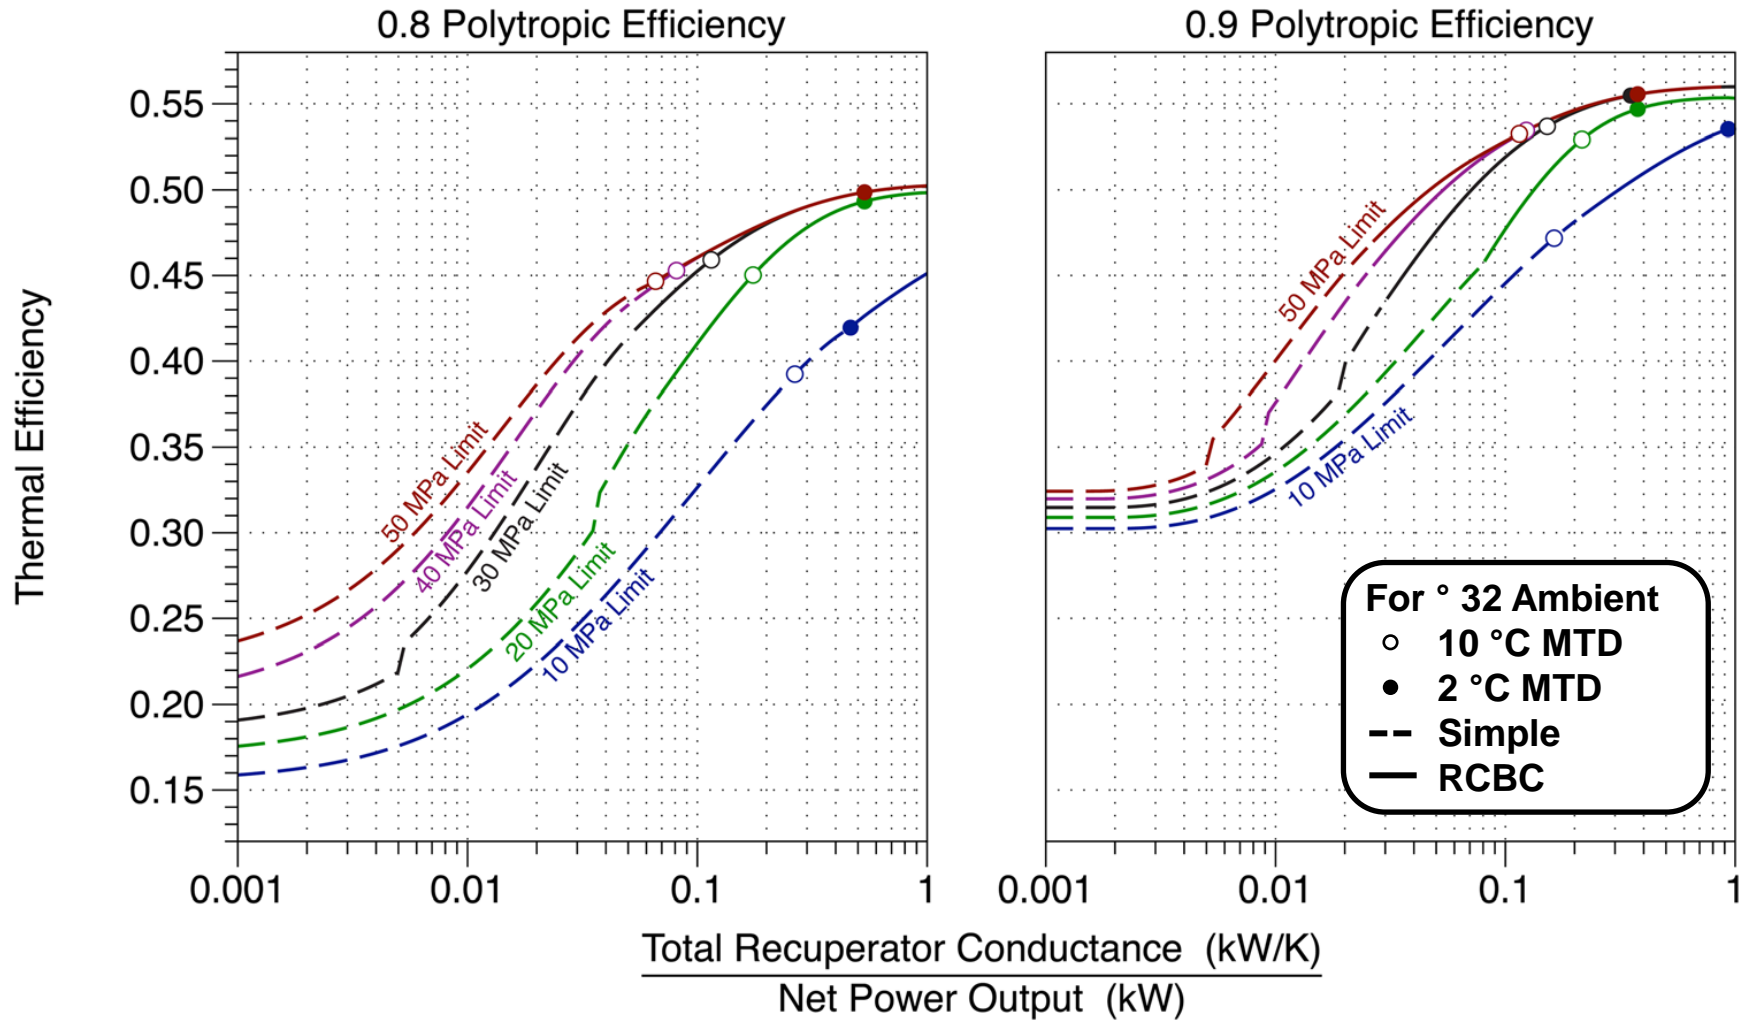 0.8 Polytropic Efficiency
0.9 Polytropic Efficiency
Thermal Efficiency
0.55
0.50
0.45
0.40
0.35
0.30
0.25
0.20
0.15
50 MPa Limit
40 MPa Limit
30 MPa Limit
20 MPa Limit
10 MPa Limit
50 MPa Limit
10 MPa Limit
For ° 32 Ambient
10 °C MTD
2 °C MTD
Simple
RCBC
0.001 0.01 0.1 1
0.001 0.01 0.1 1
Total Recuperator Conductance (kW/K)
Net Power Output (kW)